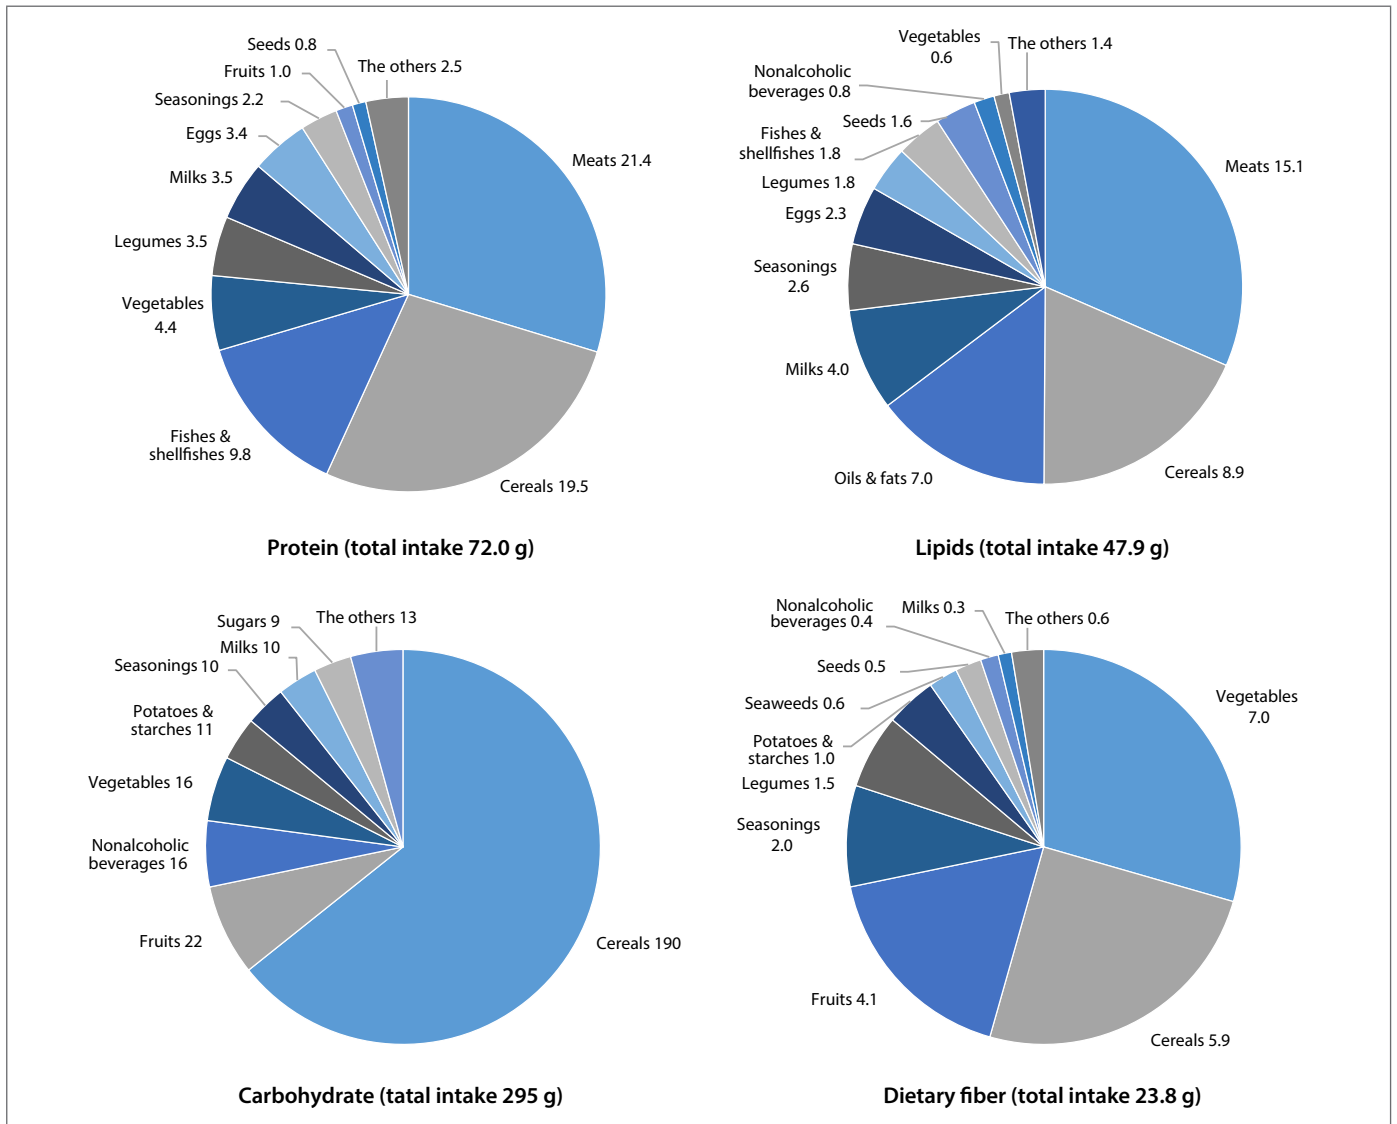 Seeds 0.8
Fruits 1.0
The others 2.5
Seasonings 2.2
Eggs 3.4
Milks 3.5
Legumes 3.5
Vegetables
4.4
Fishes &
shellfishes 9.8
Meats 21.4
Cereals 19.5
Protein (total intake 72.0 g)
Vegetables
0.6
The others 1.4
Nonalcoholic
beverages 0.8
Seeds 1.6
Fishes &
shellfishes 1.8
Legumes 1.8
Eggs 2.3
Seasonings
2.6
Milks 4.0
Oils & fats 7.0
Meats 15.1
Cereals 8.9
Lipids (total intake 47.9 g)
Sugars 9
The others 13
Milks 10
Seasonings 10
Potatoes &
starches 11
Vegetables 16
Nonalcoholic
beverages 16
Fruits 22
Cereals 190
Carbohydrate (tatal intake 295 g)
Nonalcoholic
beverages 0.4
Milks 0.3
The others 0.6
Seeds 0.5
Seaweeds 0.6
Potatoes &
starches 1.0
Legumes 1.5
Seasonings
2.0
Fruits 4.1
Vegetables
7.0
Cereals 5.9
Dietary fiber (total intake 23.8 g)